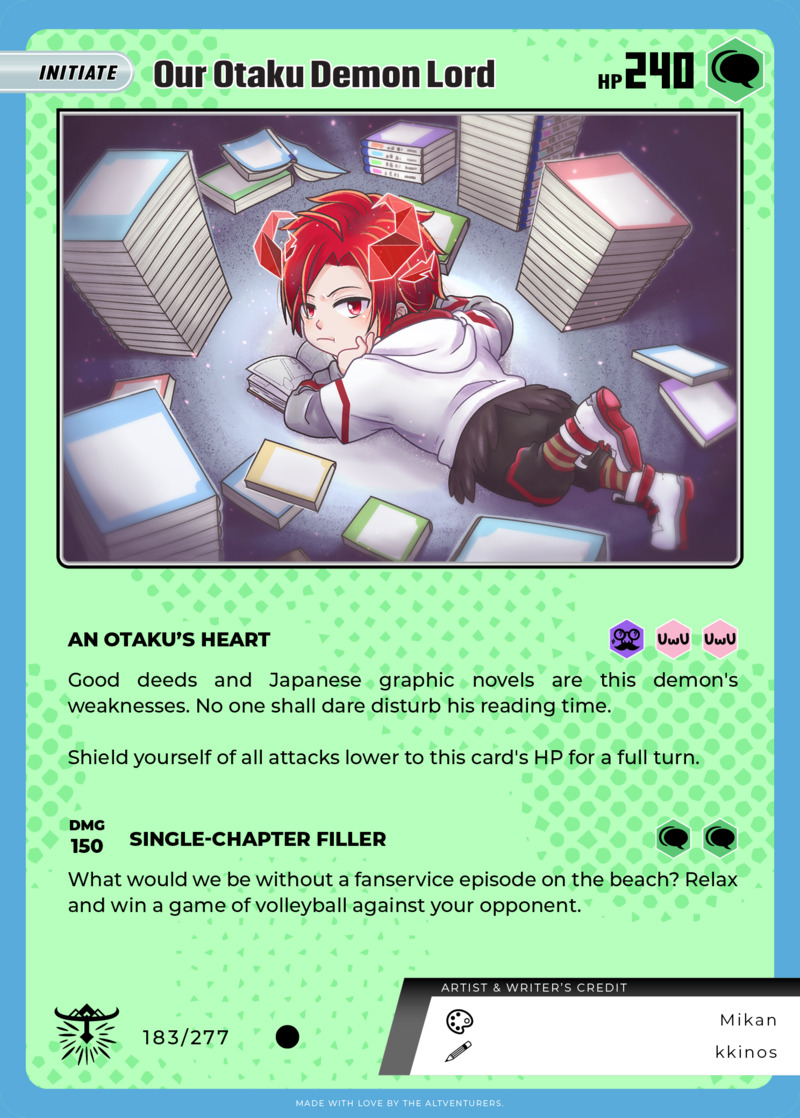 INITIATE
Our Otaku Demon Lord
HP 240
AN OTAKU'S HEART
UwU UwU
Good deeds and Japanese graphic novels are this demon's
weaknesses. No one shall dare disturb his reading time.
Shield yourself of all attacks lower to this card's HP for a full turn.
DMG
150
SINGLE-CHAPTER FILLER
What would we be without a fanservice episode on the beach? Relax
and win a game of volleyball against your opponent.
ARTIST & WRITER'S CREDIT
183/277
Mikan
kkinos
MADE WITH LOVE BY THE ALTVENTURERS.